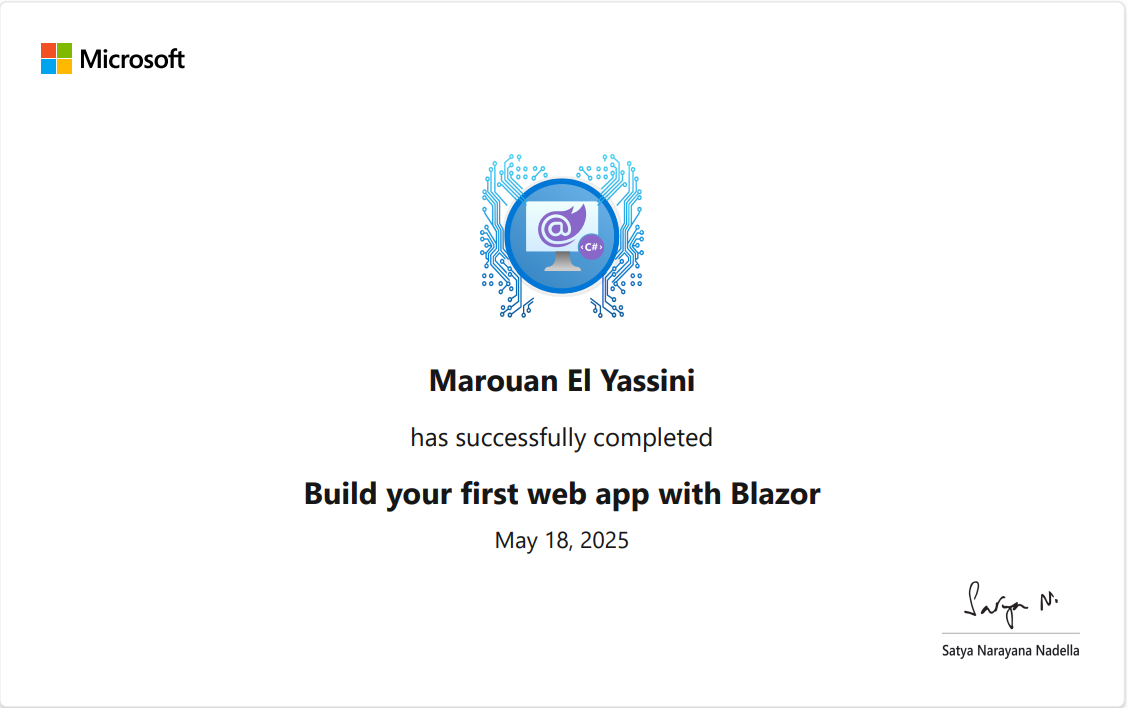 Microsoft
@
‹C#›
Marouan El Yassini
has successfully completed
Build your first web app with Blazor
May 18, 2025
Satya N.
Satya Narayana Nadella